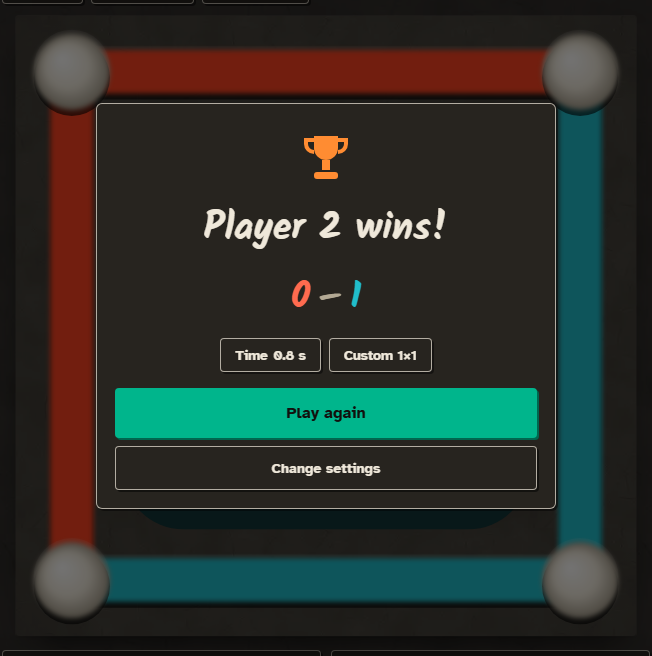 Player 2 wins!
0 – 1
Time 0.8 s
Custom 1×1
Play again
Change settings